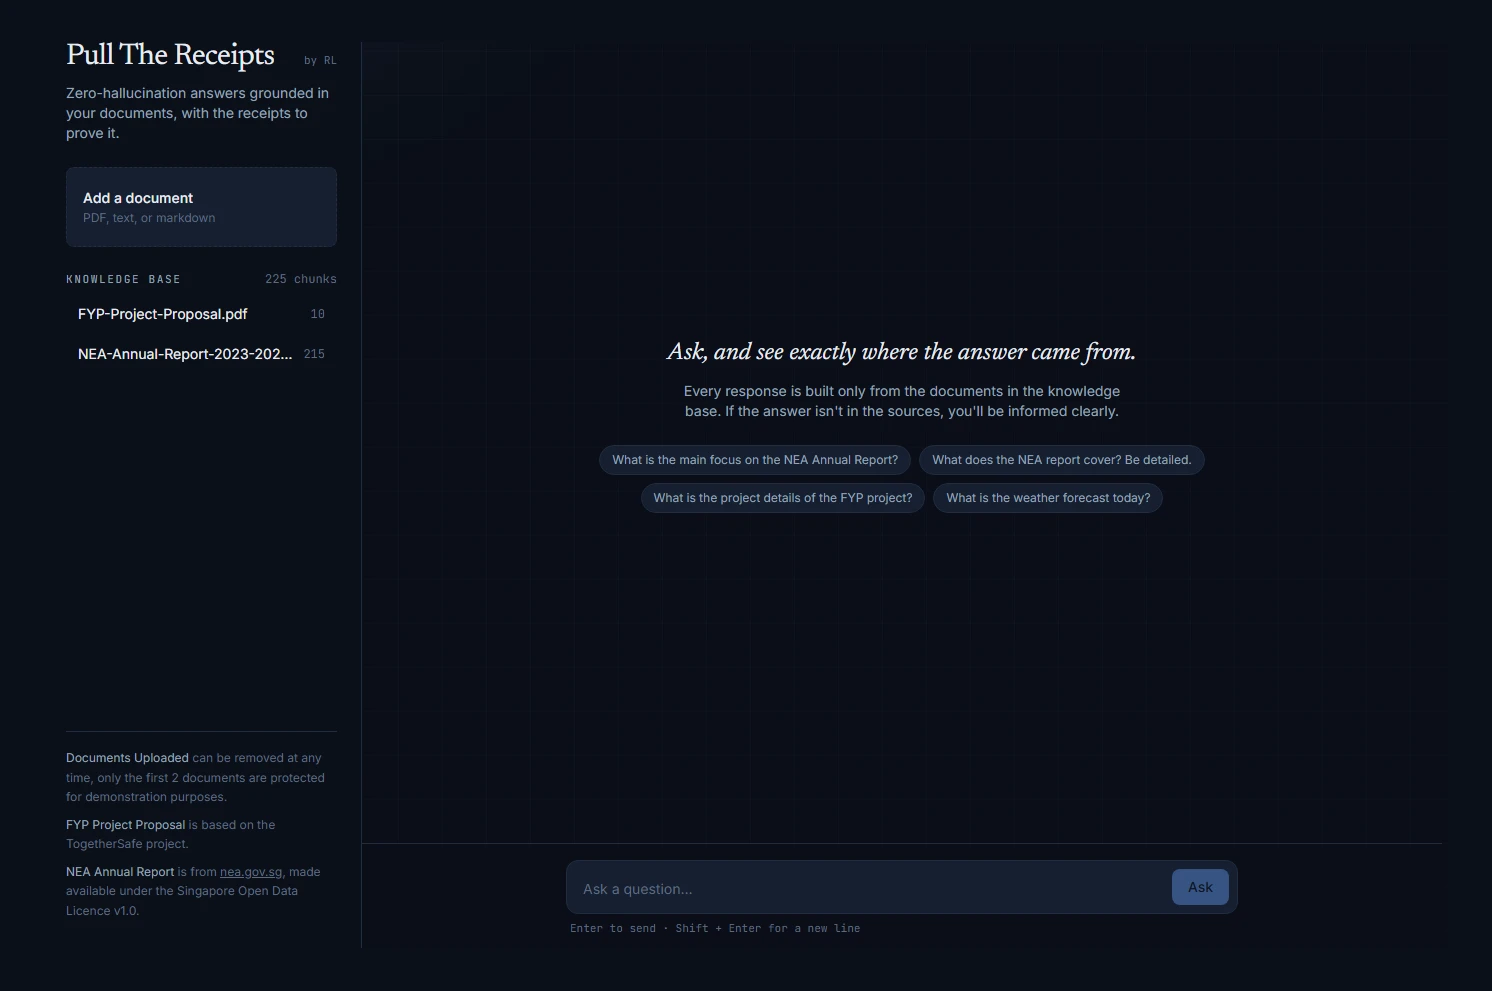 Pull The Receipts
by RL
Zero-hallucination answers grounded in
your documents, with the receipts to
prove it.
Add a document
PDF, text, or markdown
KNOWLEDGE BASE
225 chunks
FYP-Project-Proposal.pdf
10
NEA-Annual-Report-2023-202...
215
Documents Uploaded can be removed at any
time, only the first 2 documents are protected
for demonstration purposes.
FYP Project Proposal is based on the
TogetherSafe project.
NEA Annual Report is from nea.gov.sg, made
available under the Singapore Open Data
Licence v1.0.
Ask, and see exactly where the answer came from.
Every response is built only from the documents in the knowledge
base. If the answer isn't in the sources, you'll be informed clearly.
What is the main focus on the NEA Annual Report?
What does the NEA report cover? Be detailed.
What is the project details of the FYP project?
What is the weather forecast today?
Ask a question...
Ask
Enter to send · Shift + Enter for a new line